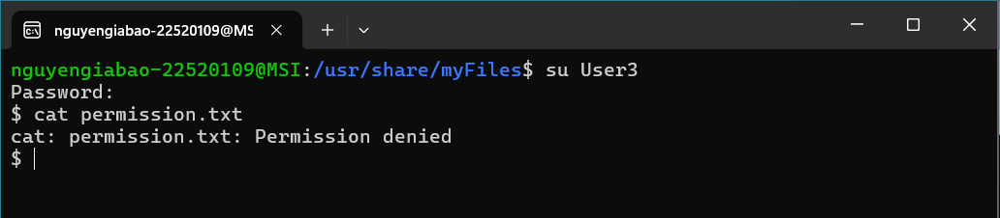 nguyengiabao-22520109@MS
nguyengiabao-22520109@MSI:/usr/share/myFiles$ su User3
Password:
$ cat permission.txt
cat: permission.txt: Permission denied
$